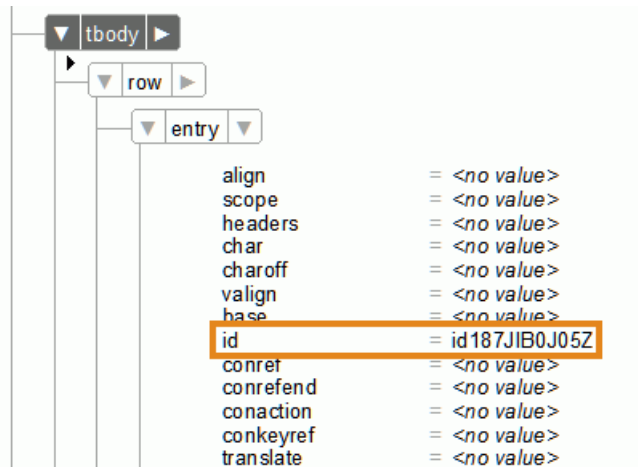 tbody
row
entry
align = <no value>
scope = <no value>
headers = <no value>
char = <no value>
charoff = <no value>
valign = <no value>
base = <no value>
id = id187JIB0J05Z
conref = <no value>
conrefend = <no value>
conaction = <no value>
conkeyref = <no value>
translate = <no value>